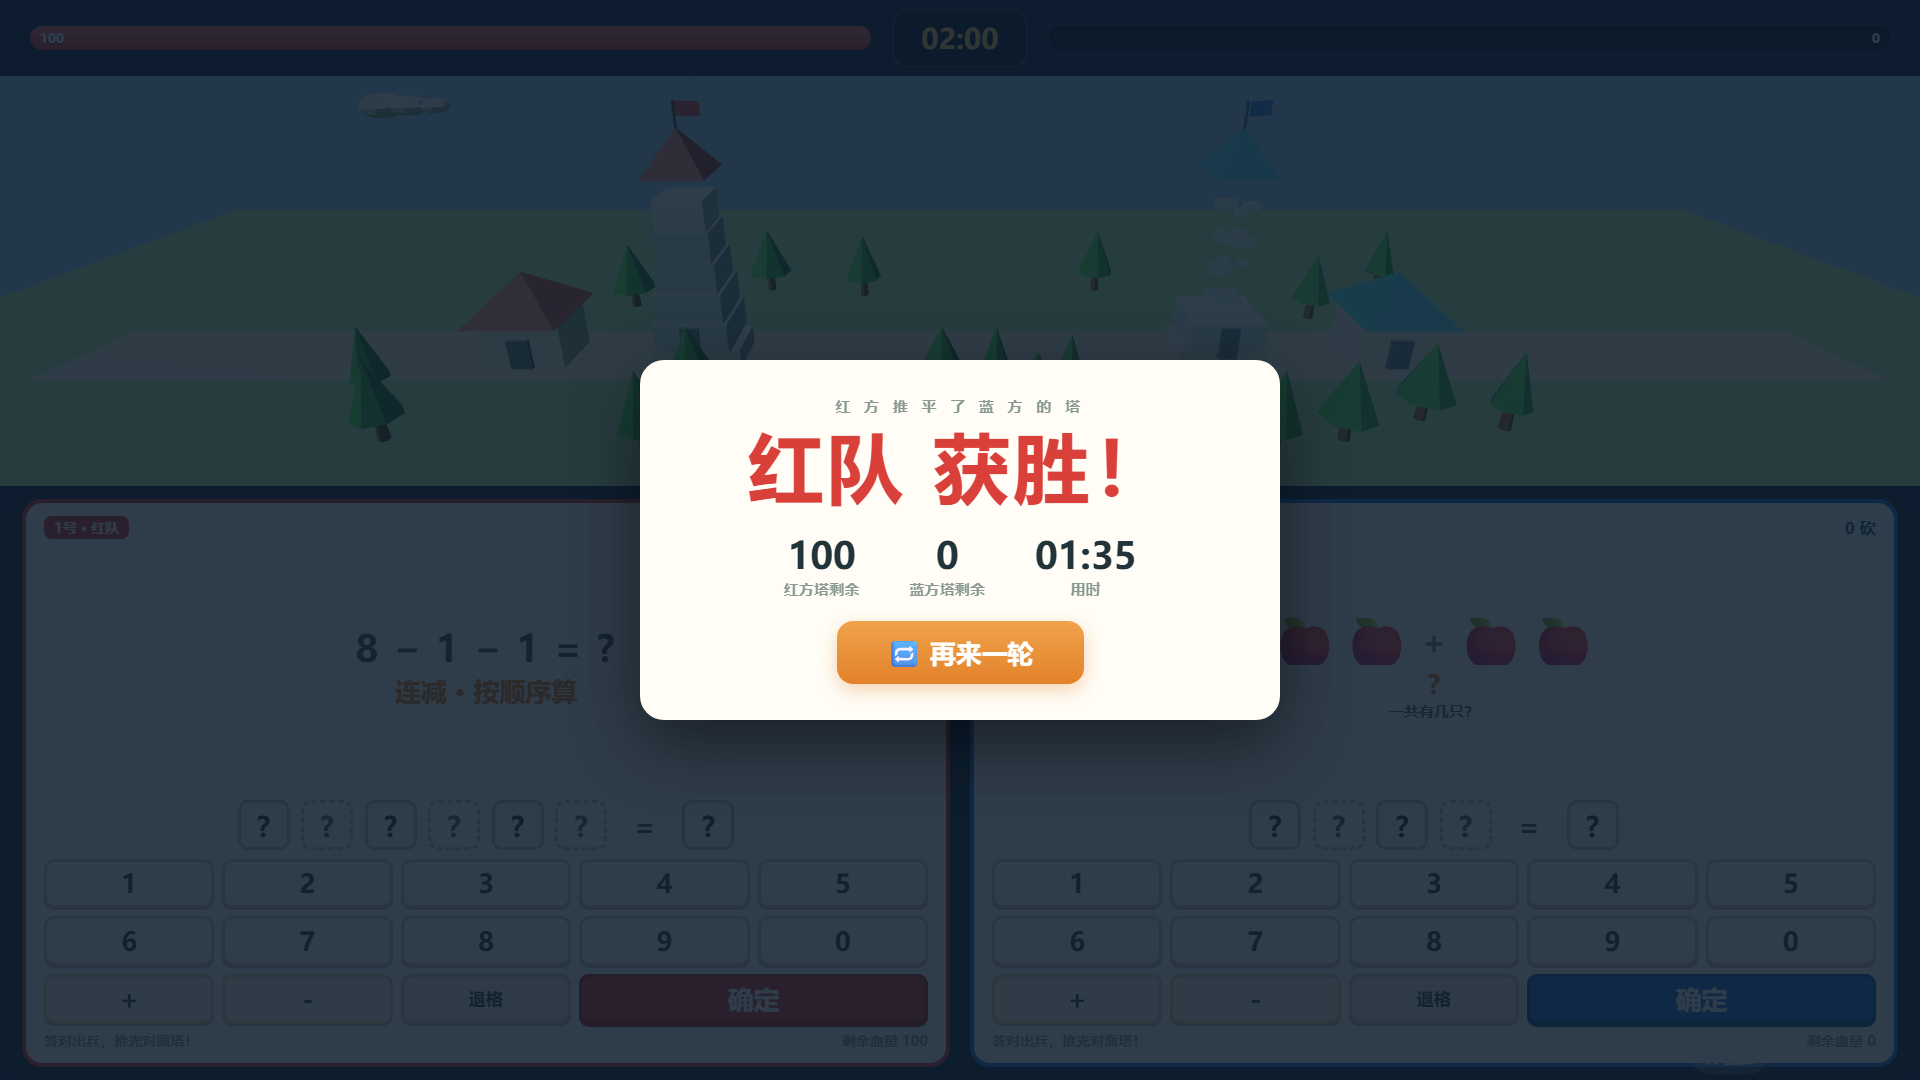 100
02:00
0
红方推平了蓝方的塔
红队 获胜!
100
0
01:35
红方塔剩余
蓝方塔剩余
用时
再来一轮
1号·红队
8 − 1 − 1 = ?
连减·按顺序算
? ? ? ? ? ? = ?
1 2 3 4 5
6 7 8 9 0
+ - 退格 确定
答对出兵，推光对面塔!
剩余血量 100
0 砍
+
?
一共有几只?
? ? ? ? = ?
1 2 3 4 5
6 7 8 9 0
+ - 退格 确定
答对出兵，推光对面塔!
剩余血量 0